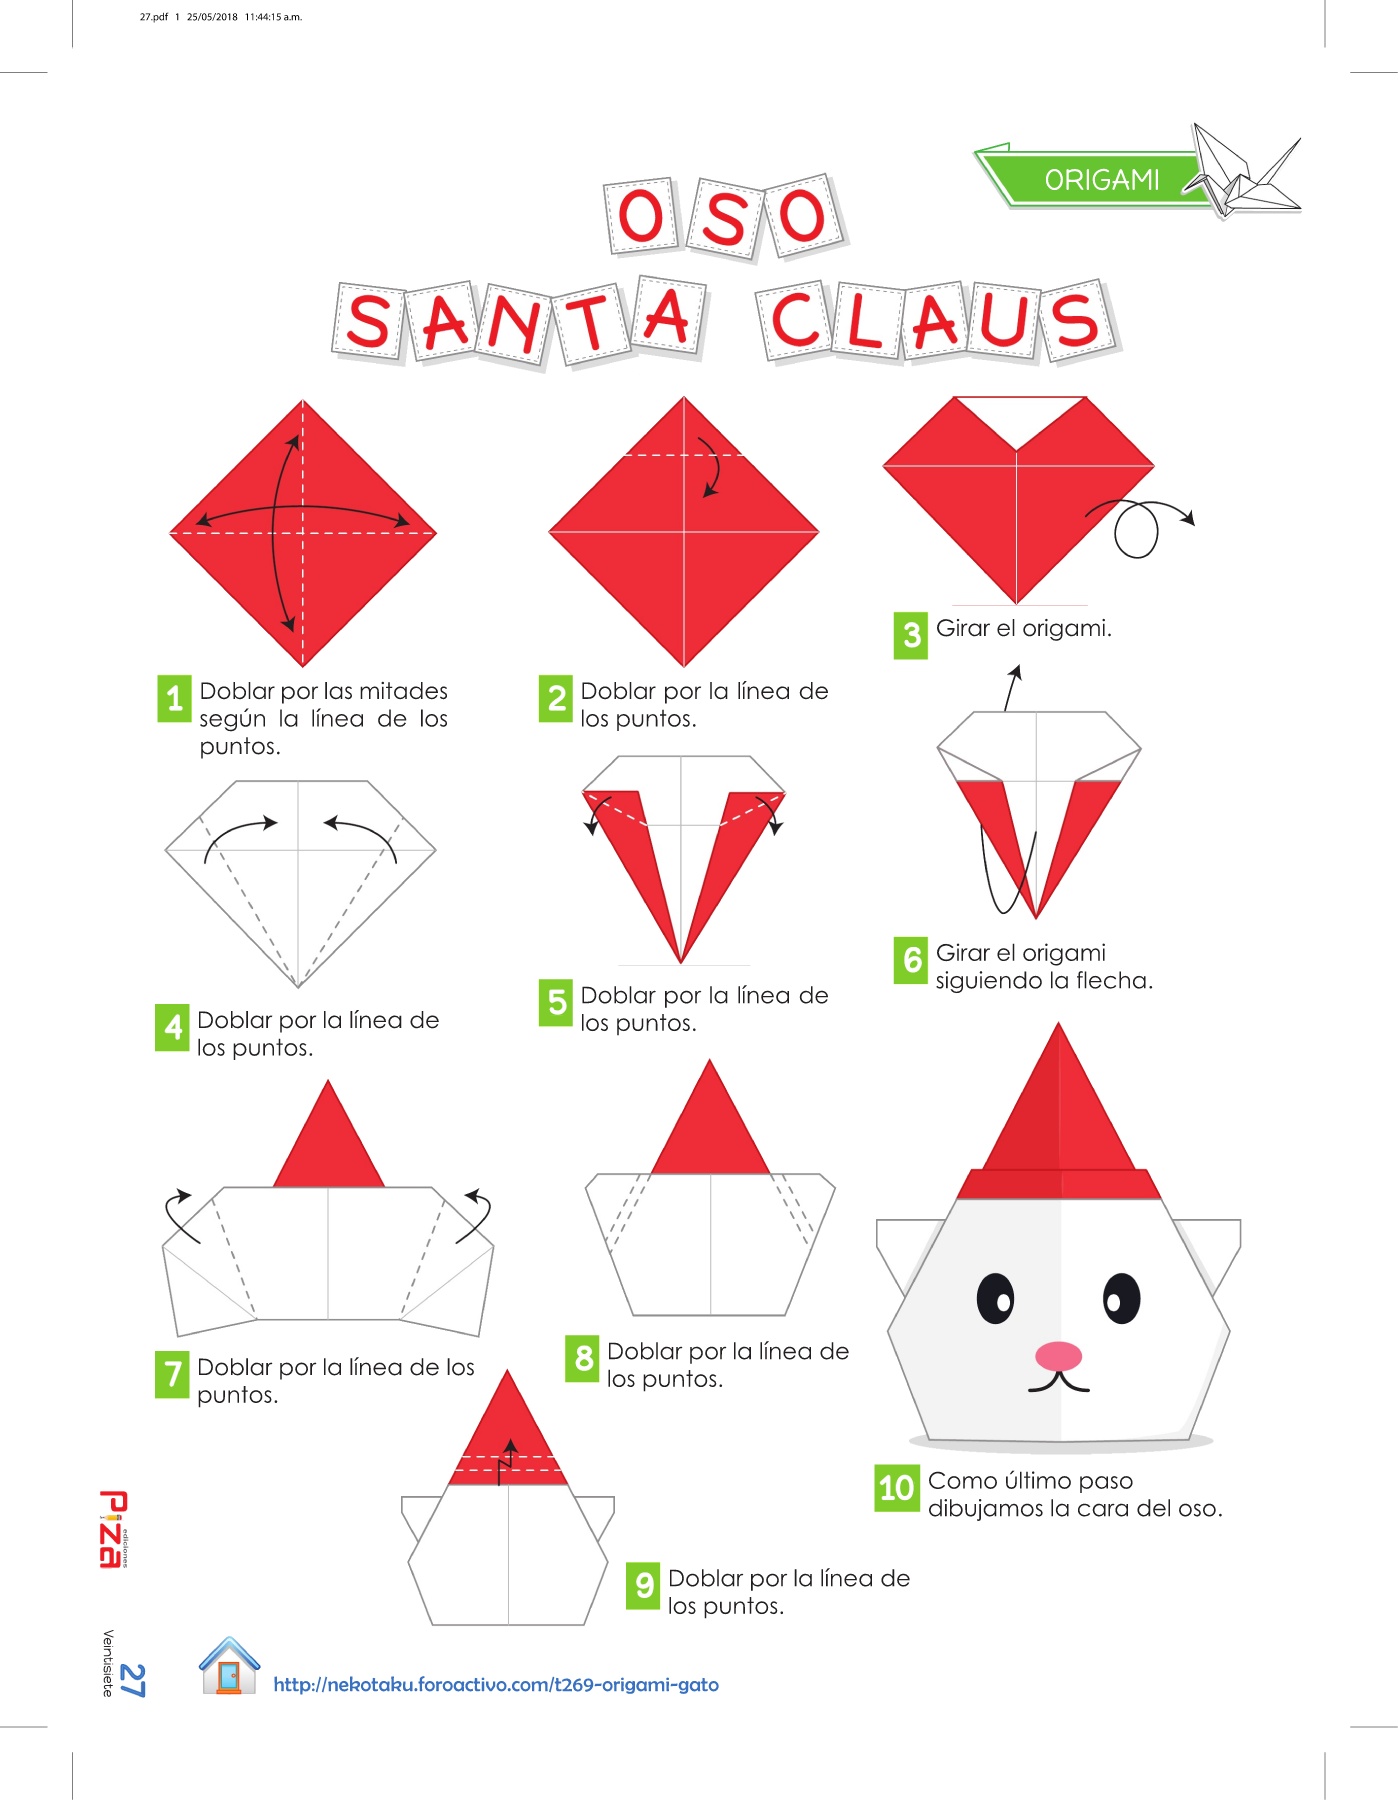 27.pdf 1 25/05/2018 11:44:15 a.m.
ORIGAMI
OSO
SANTA CLAUS
1 Doblar por las mitades
según la línea de los
puntos.
2 Doblar por la línea de
los puntos.
3 Girar el origami.
4 Doblar por la línea de
los puntos.
5 Doblar por la línea de
los puntos.
6 Girar el origami
siguiendo la flecha.
7 Doblar por la línea de los
puntos.
8 Doblar por la línea de
los puntos.
9 Doblar por la línea de
los puntos.
10 Como último paso
dibujamos la cara del oso.
Piza
ediciones
27
Veintisiete
http://nekotaku.foroactivo.com/t269-origami-gato